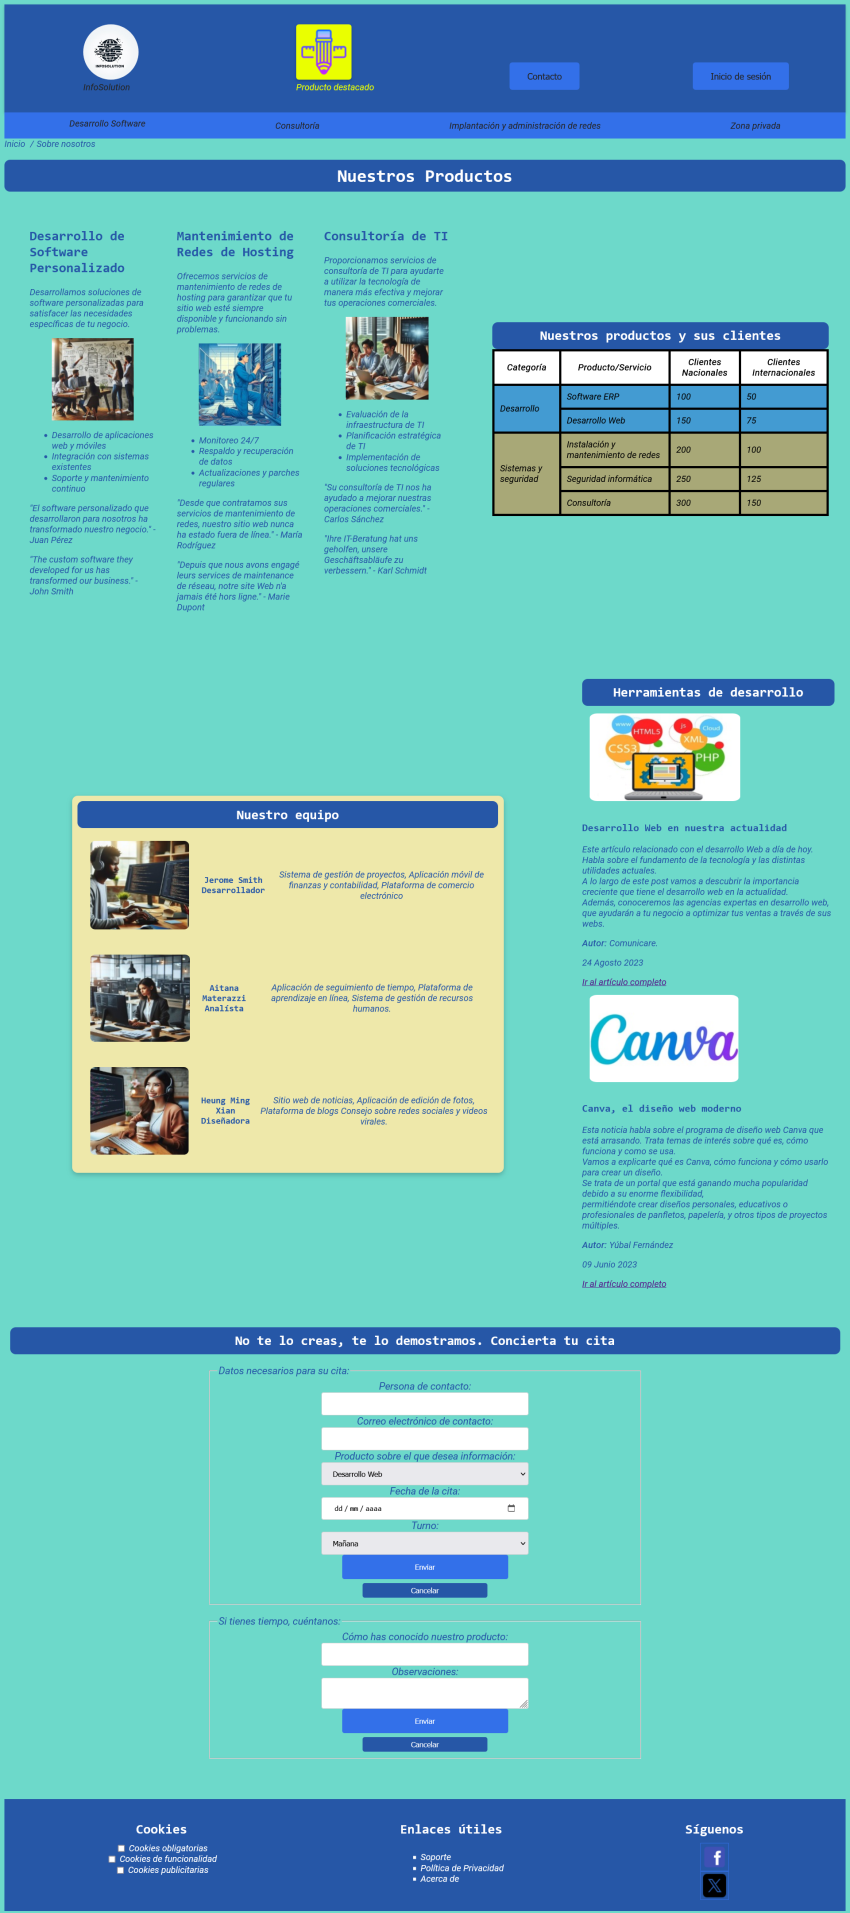 INFOSOLUTION
InfoSolution
Producto destacado
Contacto
Inicio de sesión
Desarrollo Software
Consultoría
Implantación y administración de redes
Zona privada
Inicio / Sobre nosotros
Nuestros Productos
Desarrollo de
Software
Personalizado
Desarrollamos soluciones de
software personalizadas para
satisfacer las necesidades
específicas de tu negocio.
• Desarrollo de aplicaciones
web y móviles
• Integración con sistemas
existentes
• Soporte y mantenimiento
continuo
"El software personalizado que
desarrollaron para nosotros ha
transformado nuestro negocio." -
Juan Pérez
"The custom software they
developed for us has
transformed our business." -
John Smith
Mantenimiento de
Redes de Hosting
Ofrecemos servicios de
mantenimiento de redes de
hosting para garantizar que tu
sitio web esté siempre
disponible y funcionando sin
problemas.
• Monitoreo 24/7
• Respaldo y recuperación
de datos
• Actualizaciones y parches
regulares
"Desde que contratamos sus
servicios de mantenimiento de
redes, nuestro sitio web nunca
ha estado fuera de línea." - María
Rodríguez
"Depuis que nous avons engagé
leurs services de maintenance
de réseau, notre site Web n'a
jamais été hors ligne." - Marie
Dupont
Consultoría de TI
Proporcionamos servicios de
consultoría de TI para ayudarte
a utilizar la tecnología de
manera más efectiva y mejorar
tus operaciones comerciales.
• Evaluación de la
infraestructura de TI
• Planificación estratégica
de TI
• Implementación de
soluciones tecnológicas
"Su consultoría de TI nos ha
ayudado a mejorar nuestras
operaciones comerciales." -
Carlos Sánchez
"Ihre IT-Beratung hat uns
geholfen, unsere
Geschäftsabläufe zu
verbessern." - Karl Schmidt
Nuestros productos y sus clientes
Categoría Producto/Servicio Clientes Nacionales Clientes Internacionales
Desarrollo Software ERP 100 50
Desarrollo Web 150 75
Sistemas y seguridad Instalación y mantenimiento de redes 200 100
Seguridad informática 250 125
Consultoría 300 150
Herramientas de desarrollo
www HTML5 js Cloud
CSS3 XML PHP
Desarrollo Web en nuestra actualidad
Este artículo relacionado con el desarollo Web a día de hoy.
Habla sobre el fundamento de la tecnología y las distintas
utilidades actuales.
A lo largo de este post vamos a descubrir la importancia
creciente que tiene el desarrollo web en la actualidad.
Además, conoceremos las agencias expertas en desarrollo web,
que ayudarán a tu negocio a optimizar tus ventas a través de sus
webs.
Autor: Comunicare.
24 Agosto 2023
Ir al artículo completo
Canva
Canva, el diseño web moderno
Esta noticia habla sobre el programa de diseño web Canva que
está arrasando. Trata temas de interés sobre qué es, cómo
funciona y como se usa.
Vamos a explicarte qué es Canva, cómo funciona y cómo usarlo
para crear un diseño.
Se trata de un portal que está ganando mucha popularidad
debido a su enorme flexibilidad,
permitiéndote crear diseños personales, educativos o
profesionales de panfletos, papelería, y otros tipos de proyectos
múltiples.
Autor: Yúbal Fernández
09 Junio 2023
Ir al artículo completo
Nuestro equipo
Jerome Smith
Desarrollador
Sistema de gestión de proyectos, Aplicación móvil de
finanzas y contabilidad, Plataforma de comercio
electrónico
Aitana
Materazzi
Analísta
Aplicación de seguimiento de tiempo, Plataforma de
aprendizaje en línea, Sistema de gestión de recursos
humanos.
Heung Ming
Xian
Diseñadora
Sitio web de noticias, Aplicación de edición de fotos,
Plataforma de blogs Consejo sobre redes sociales y videos
virales.
No te lo creas, te lo demostramos. Concierta tu cita
Datos necesarios para su cita:
Persona de contacto:
Correo electrónico de contacto:
Producto sobre el que desea información:
Desarrollo Web
Fecha de la cita:
dd / mm / aaaa
Turno:
Mañana
Enviar
Cancelar
Si tienes tiempo, cuéntanos:
Cómo has conocido nuestro producto:
Observaciones:
Enviar
Cancelar
Cookies
Cookies obligatorias
Cookies de funcionalidad
Cookies publicitarias
Enlaces útiles
▪ Soporte
▪ Política de Privacidad
▪ Acerca de
Síguenos
f
X